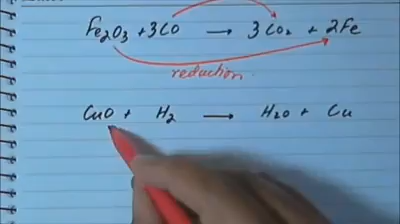 Fe₂O₃ + 3CO → 3CO₂ + 2Fe
reduction
CuO + H₂ → H₂O + Cu